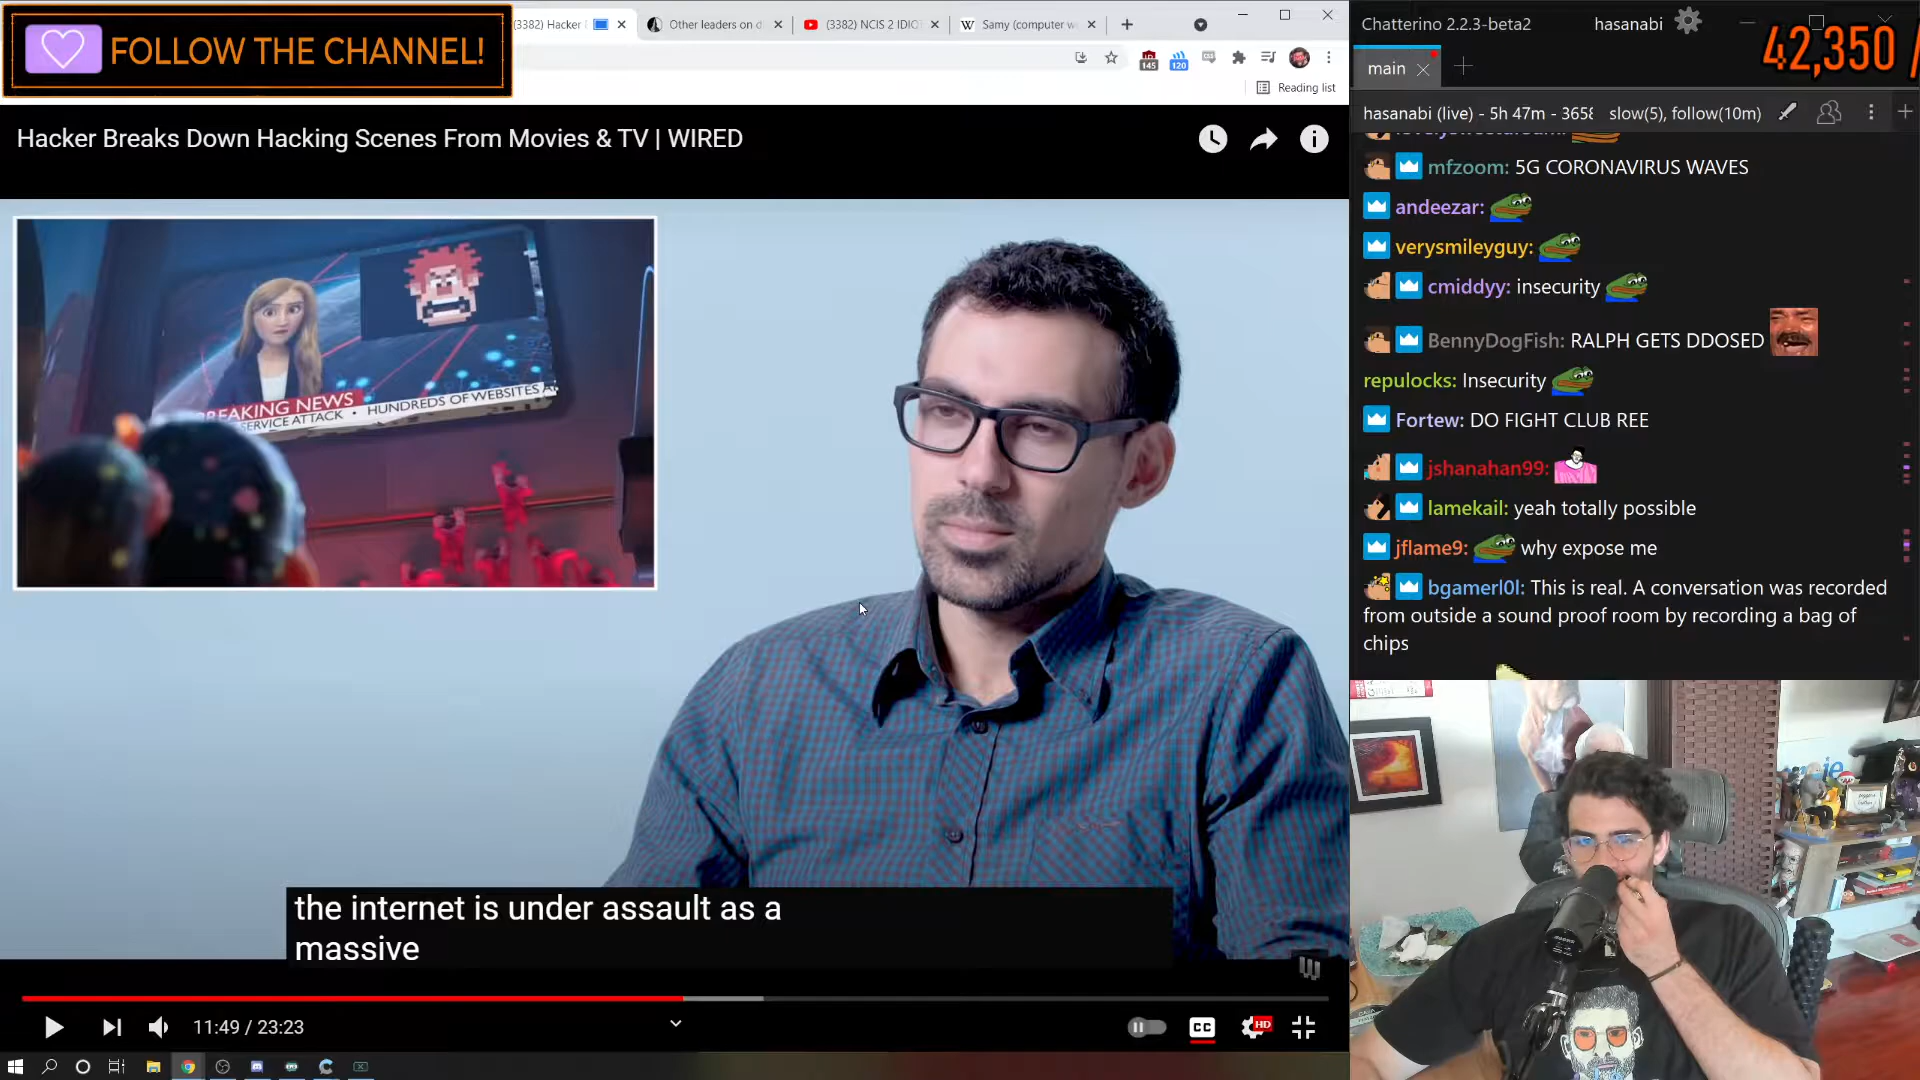 FOLLOW THE CHANNEL!
(3382) Hacker
Other leaders on d
(3382) NCIS 2 IDIO
Samy (computer w
145
120
Reading list
Hacker Breaks Down Hacking Scenes From Movies & TV | WIRED
BREAKING NEWS
SERVICE ATTACK • HUNDREDS OF WEBSITES A
the internet is under assault as a
massive
11:49 / 23:23
CC
HD
Chatterino 2.2.3-beta2
hasanabi
42,350 /
main
hasanabi (live) - 5h 47m - 3658
slow(5), follow(10m)
mfzoom: 5G CORONAVIRUS WAVES
andeezar:
verysmileyguy:
cmiddyy: insecurity
BennyDogFish: RALPH GETS DDOSED
repulocks: Insecurity
Fortew: DO FIGHT CLUB REE
jshanahan99:
lamekail: yeah totally possible
jflame9: why expose me
bgamerl0l: This is real. A conversation was recorded
from outside a sound proof room by recording a bag of
chips